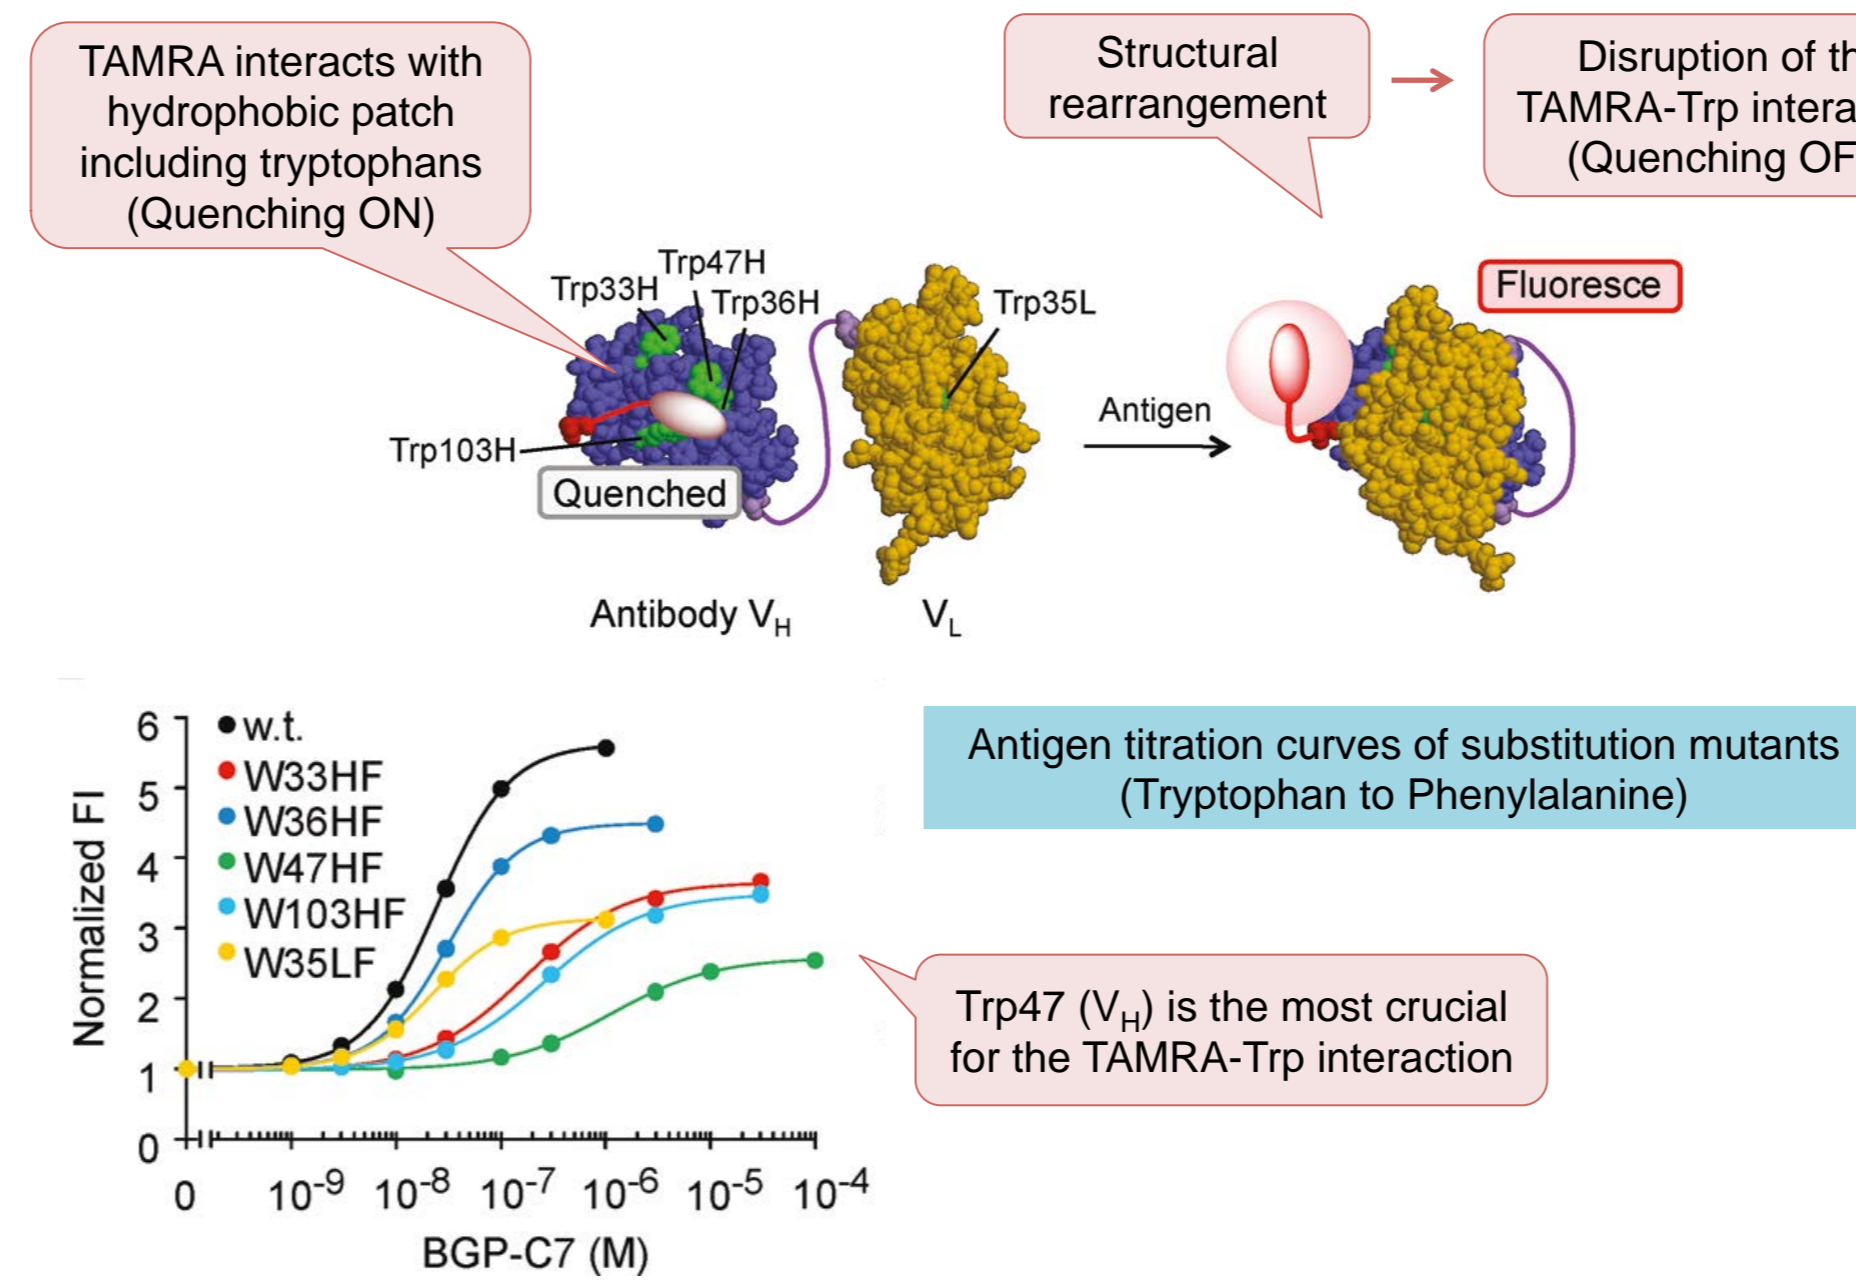 TAMRA interacts with
hydrophobic patch
including tryptophans
(Quenching ON)
Structural
rearrangement
Disruption of th
TAMRA-Trp intera
(Quenching OF
Trp33H
Trp47H
Trp36H
Trp103H
Quenched
Trp35L
Antigen
Fluoresce
Antibody VH
VL
w.t.
W33HF
W36HF
W47HF
W103HF
W35LF
Normalized FI
6
5
4
3
2
1
0
0 10-9 10-8 10-7 10-6 10-5 10-4
BGP-C7 (M)
Antigen titration curves of substitution mutants
(Tryptophan to Phenylalanine)
Trp47 (VH) is the most crucial
for the TAMRA-Trp interaction